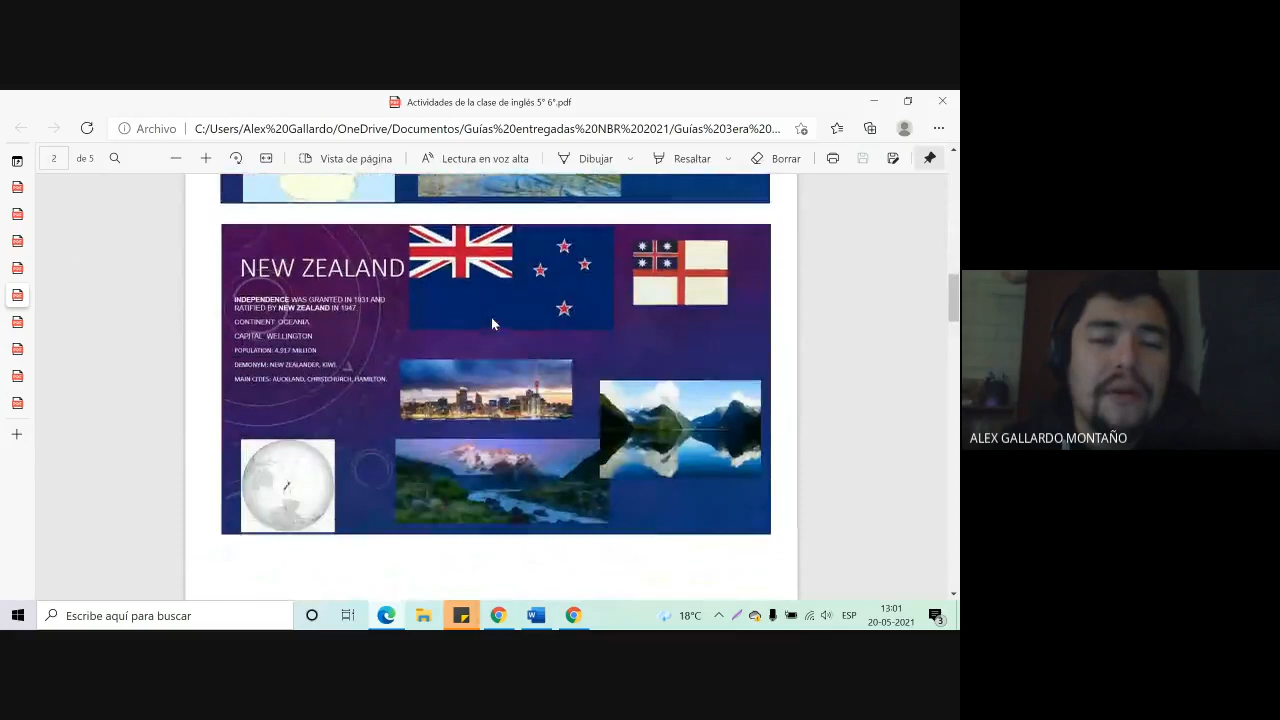 Actividades de la clase de inglés 5° 6°.pdf
Archivo
C:/Users/Alex%20Gallardo/OneDrive/Documentos/Guías%20entregadas%20NBR%202021/Guías%203era%20...
2
de 5
Vista de página
Lectura en voz alta
Dibujar
Resaltar
Borrar
NEW ZEALAND
INDEPENDENCE WAS GRANTED IN 1931 AND
RATIFIED BY NEW ZEALAND IN 1947.
CONTINENT: OCEANIA.
CAPITAL: WELLINGTON
POPULATION: 4.917 MILLION
DEMONYM: NEW ZEALANDER, KIWI.
MAIN CITIES: AUCKLAND, CHRISTCHURCH, HAMILTON.
ALEX GALLARDO MONTAÑO
Escribe aquí para buscar
18°C
ESP
13:01
20-05-2021
3